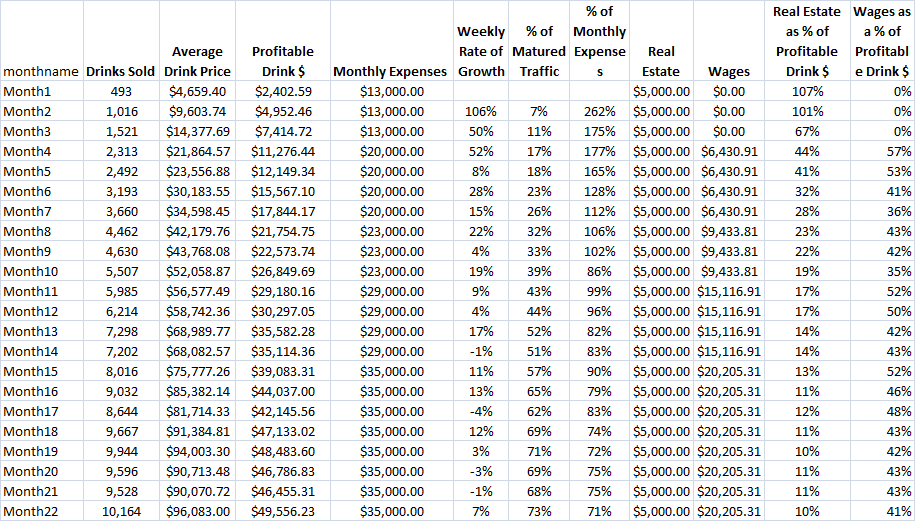 % of Real Estate Wages as
Weekly % of Monthly as % of a % of
Average Profitable Rate of Matured Expense Real Profitable Profitabl
monthname Drinks Sold Drink Price Drink $ Monthly Expenses Growth Traffic s Estate Wages Drink $ e Drink $
Month1 493 $4,659.40 $2,402.59 $13,000.00 $5,000.00 $0.00 107% 0%
Month2 1,016 $9,603.74 $4,952.46 $13,000.00 106% 7% 262% $5,000.00 $0.00 101% 0%
Month3 1,521 $14,377.69 $7,414.72 $13,000.00 50% 11% 175% $5,000.00 $0.00 67% 0%
Month4 2,313 $21,864.57 $11,276.44 $20,000.00 52% 17% 177% $5,000.00 $6,430.91 44% 57%
Month5 2,492 $23,556.88 $12,149.34 $20,000.00 8% 18% 165% $5,000.00 $6,430.91 41% 53%
Month6 3,193 $30,183.55 $15,567.10 $20,000.00 28% 23% 128% $5,000.00 $6,430.91 32% 41%
Month7 3,660 $34,598.45 $17,844.17 $20,000.00 15% 26% 112% $5,000.00 $6,430.91 28% 36%
Month8 4,462 $42,179.76 $21,754.75 $23,000.00 22% 32% 106% $5,000.00 $9,433.81 23% 43%
Month9 4,630 $43,768.08 $22,573.74 $23,000.00 4% 33% 102% $5,000.00 $9,433.81 22% 42%
Month10 5,507 $52,058.87 $26,849.69 $23,000.00 19% 39% 86% $5,000.00 $9,433.81 19% 35%
Month11 5,985 $56,577.49 $29,180.16 $29,000.00 9% 43% 99% $5,000.00 $15,116.91 17% 52%
Month12 6,214 $58,742.36 $30,297.05 $29,000.00 4% 44% 96% $5,000.00 $15,116.91 17% 50%
Month13 7,298 $68,989.77 $35,582.28 $29,000.00 17% 52% 82% $5,000.00 $15,116.91 14% 42%
Month14 7,202 $68,082.57 $35,114.36 $29,000.00 -1% 51% 83% $5,000.00 $15,116.91 14% 43%
Month15 8,016 $75,777.26 $39,083.31 $35,000.00 11% 57% 90% $5,000.00 $20,205.31 13% 52%
Month16 9,032 $85,382.14 $44,037.00 $35,000.00 13% 65% 79% $5,000.00 $20,205.31 11% 46%
Month17 8,644 $81,714.33 $42,145.56 $35,000.00 -4% 62% 83% $5,000.00 $20,205.31 12% 48%
Month18 9,667 $91,384.81 $47,133.02 $35,000.00 12% 69% 74% $5,000.00 $20,205.31 11% 43%
Month19 9,944 $94,003.30 $48,483.60 $35,000.00 3% 71% 72% $5,000.00 $20,205.31 10% 42%
Month20 9,596 $90,713.48 $46,786.83 $35,000.00 -3% 69% 75% $5,000.00 $20,205.31 11% 43%
Month21 9,528 $90,070.72 $46,455.31 $35,000.00 -1% 68% 75% $5,000.00 $20,205.31 11% 43%
Month22 10,164 $96,083.00 $49,556.23 $35,000.00 7% 73% 71% $5,000.00 $20,205.31 10% 41%